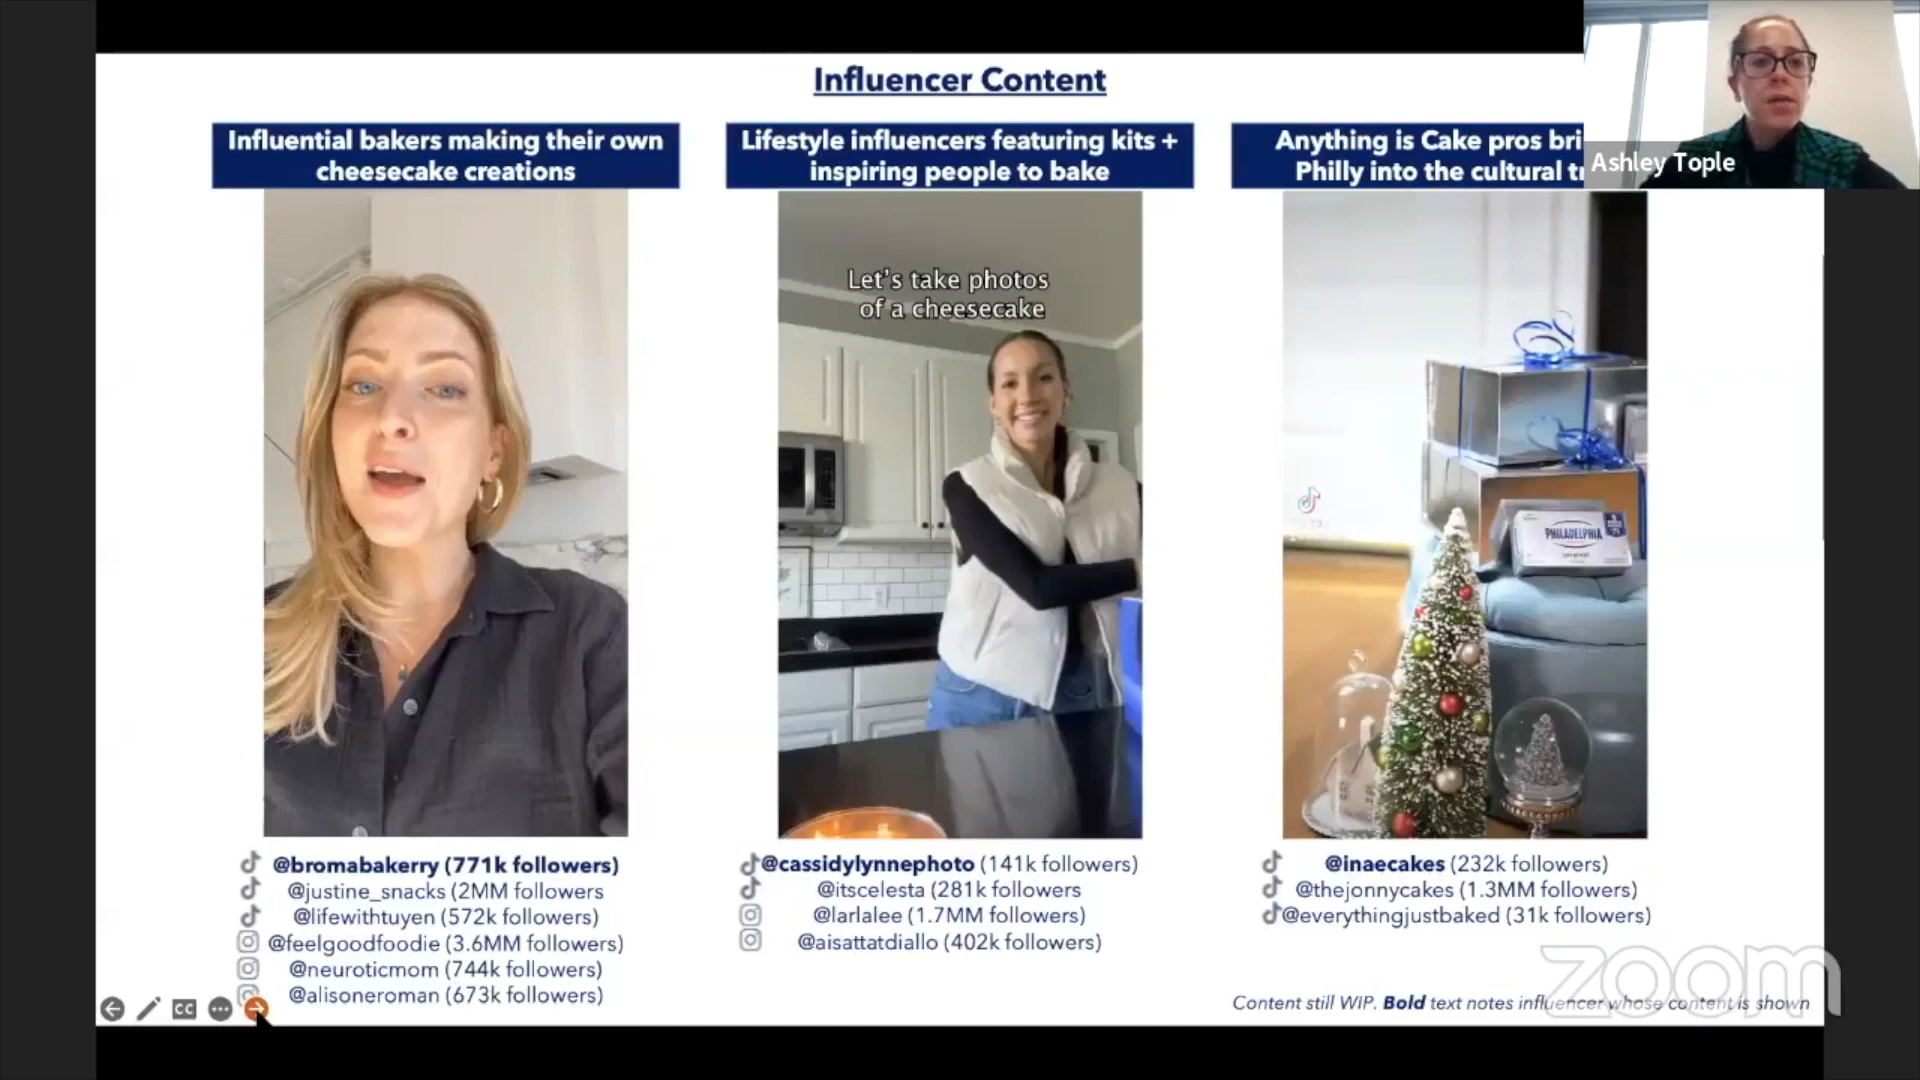 Influencer Content
Influential bakers making their own
cheesecake creations
Lifestyle influencers featuring kits +
inspiring people to bake
Anything is Cake pros bri
Philly into the cultural t
Ashley Tople
Let's take photos
of a cheesecake
PHILADELPHIA
@bromabakerry (771k followers)
@justine_snacks (2MM followers
@lifewithtuyen (572k followers)
@feelgoodfoodie (3.6MM followers)
@neuroticmom (744k followers)
@alisoneroman (673k followers)
@cassidylynnephoto (141k followers)
@itscelesta (281k followers
@larlalee (1.7MM followers)
@aisattatdiallo (402k followers)
@inaecakes (232k followers)
@thejonnycakes (1.3MM followers)
@everythingjustbaked (31k followers)
Content still WIP. Bold text notes influencer whose content is shown
zoom
CC